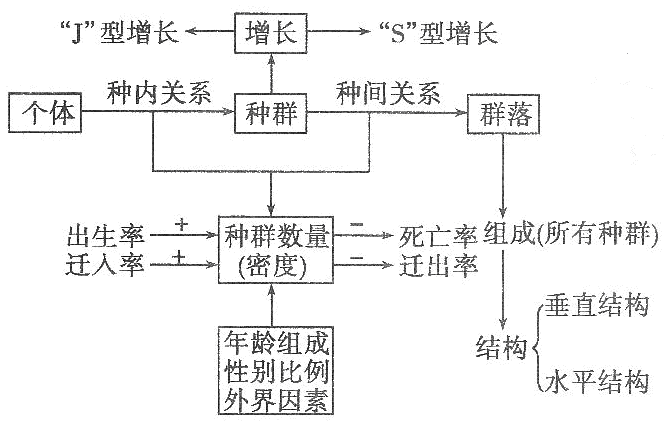 “J”型增长 增长 “S”型增长
个体 种内关系 种群 种间关系 群落
出生率 + 种群数量 − 死亡率 组成(所有种群)
迁入率 + (密度) − 迁出率
垂直结构
结构
水平结构
年龄组成
性别比例
外界因素